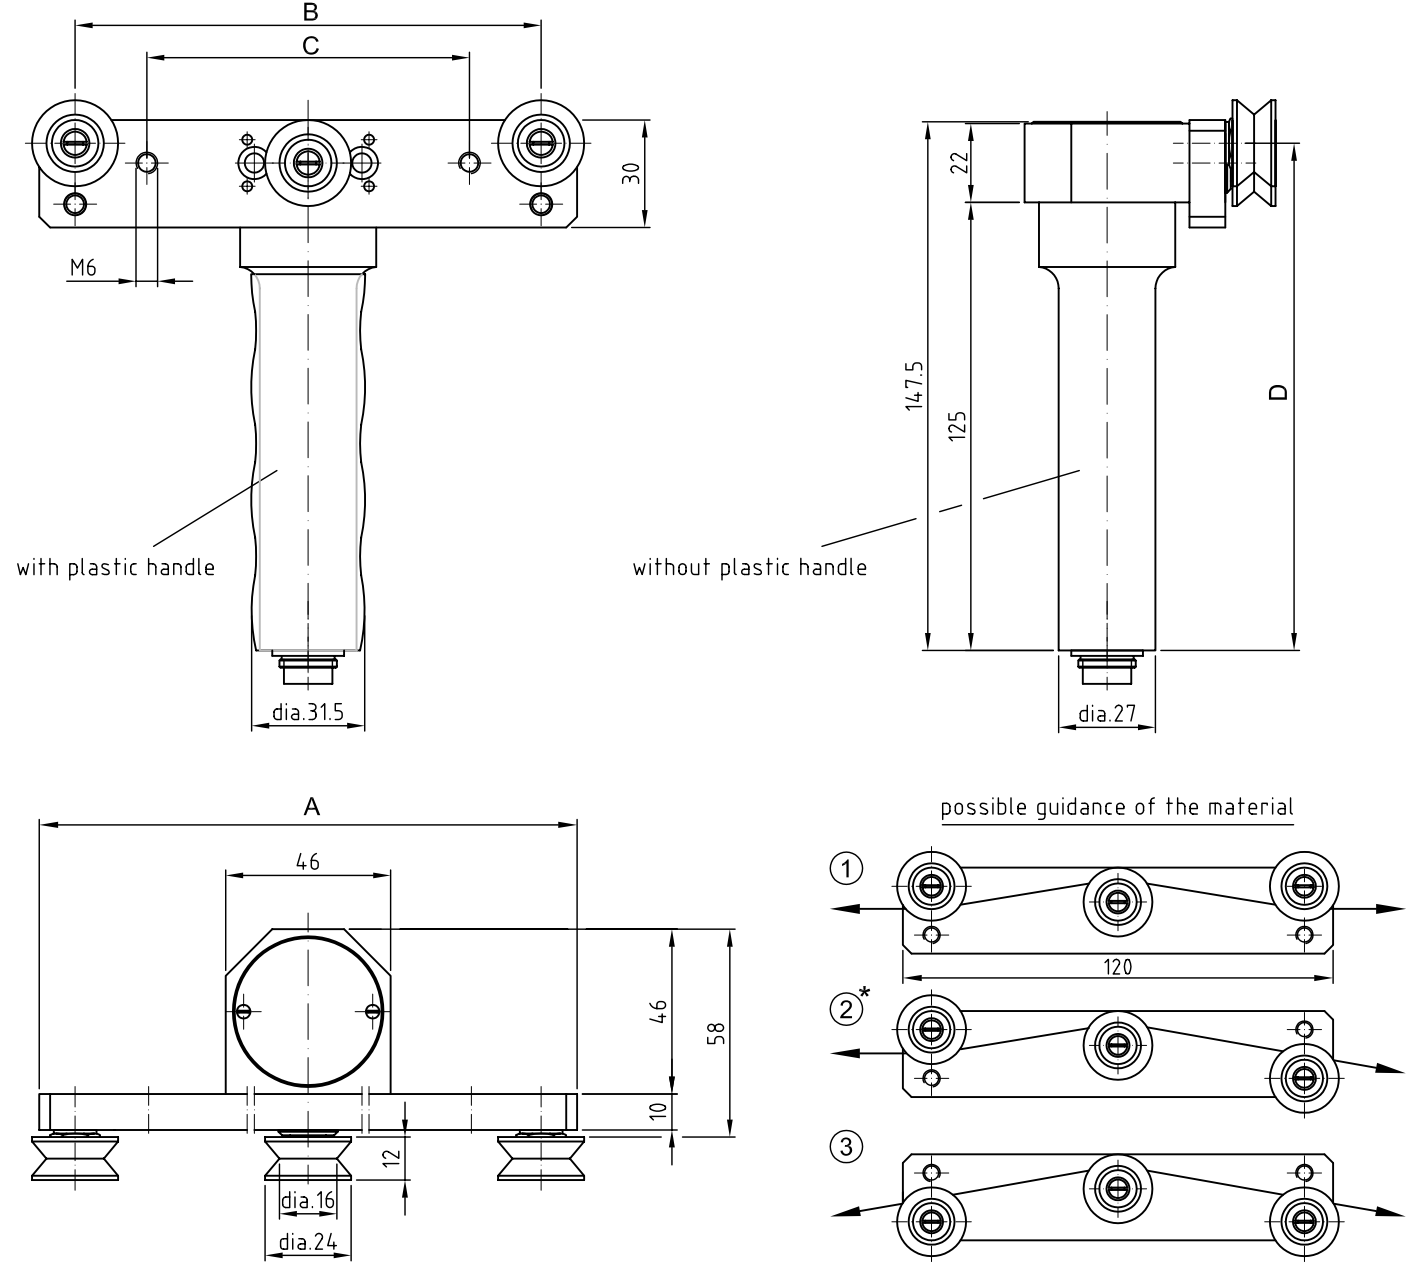 B
C
30
M6
with plastic handle
dia.31.5
22
147.5
125
D
without plastic handle
dia.27
A
46
46
58
10
12
dia.16
dia.24
possible guidance of the material
1
120
2*
3